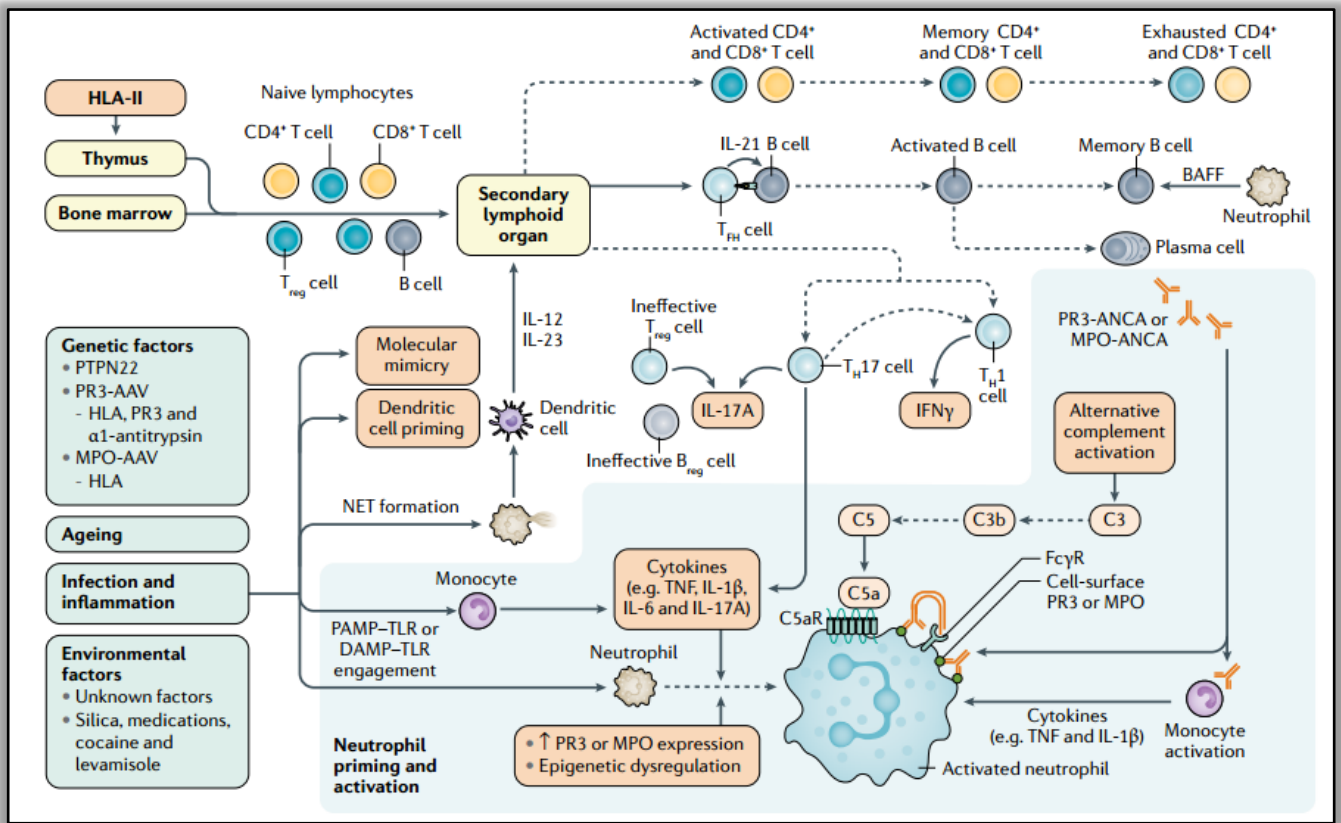 HLA-II
Thymus
Bone marrow
Naive lymphocytes
CD4⁺ T cell
CD8⁺ T cell
T reg cell
B cell
Secondary
lymphoid
organ
Activated CD4⁺
and CD8⁺ T cell
Memory CD4⁺
and CD8⁺ T cell
Exhausted CD4⁺
and CD8⁺ T cell
IL-21 B cell
T FH cell
Activated B cell
Memory B cell
BAFF
Neutrophil
Plasma cell
PR3-ANCA or
MPO-ANCA
Genetic factors
• PTPN22
• PR3-AAV
- HLA, PR3 and
α1-antitrypsin
• MPO-AAV
- HLA
Ageing
Infection and
inflammation
Environmental
factors
• Unknown factors
• Silica, medications,
cocaine and
levamisole
Molecular
mimicry
Dendritic
cell priming
IL-12
IL-23
Dendritic
cell
NET formation
Ineffective
T reg cell
IL-17A
Ineffective B reg cell
T H 17 cell
IFNγ
T H 1
cell
Alternative
complement
activation
C3
C3b
C5
C5a
C5aR
FcγR
Cell-surface
PR3 or MPO
Monocyte
PAMP–TLR or
DAMP–TLR
engagement
Cytokines
(e.g. TNF, IL-1β,
IL-6 and IL-17A)
Neutrophil
• ↑ PR3 or MPO expression
• Epigenetic dysregulation
Neutrophil
priming and
activation
Activated neutrophil
Cytokines
(e.g. TNF and IL-1β)
Monocyte
activation